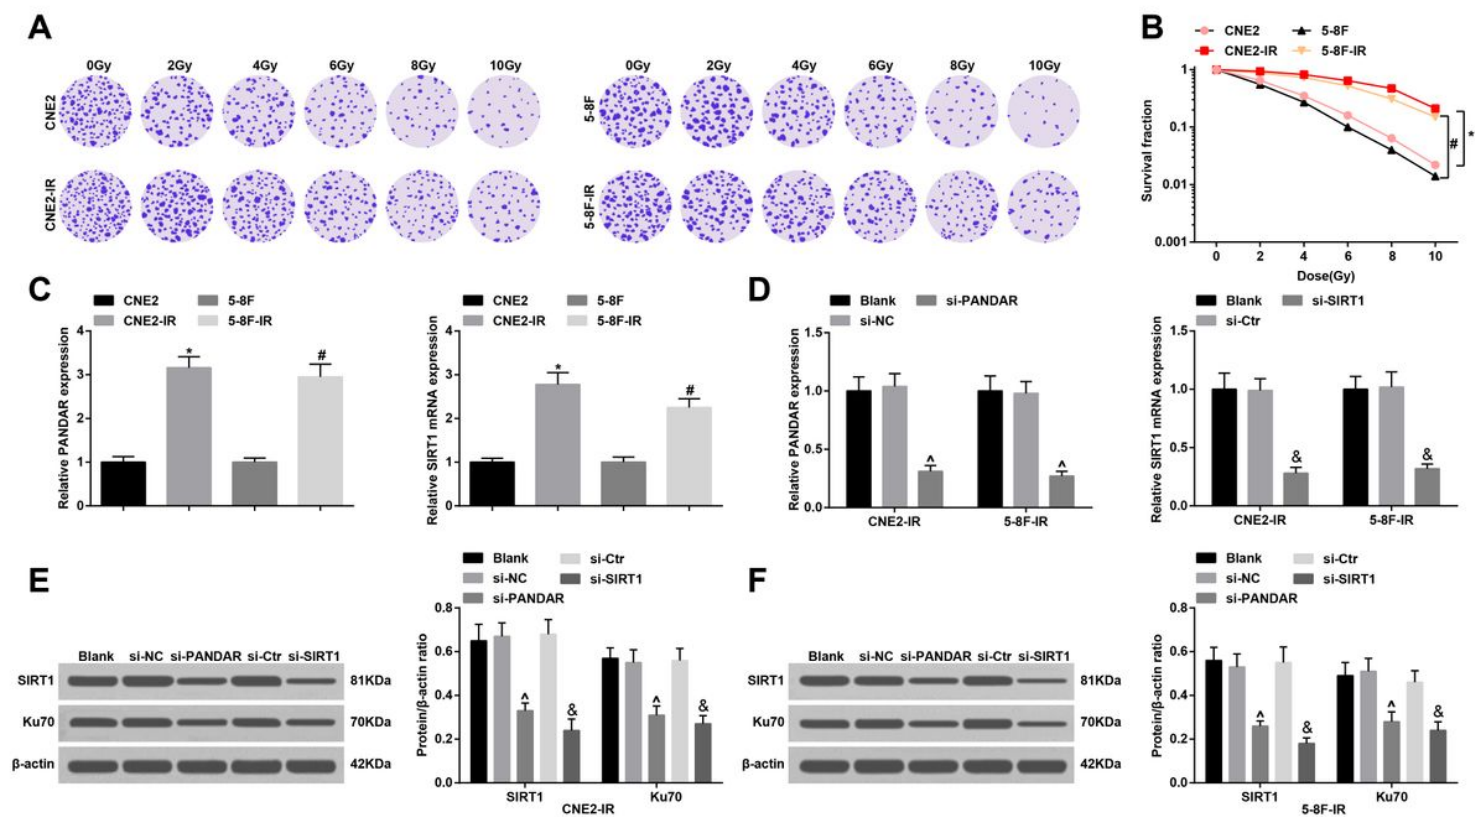 A
0Gy 2Gy 4Gy 6Gy 8Gy 10Gy
CNE2
CNE2-IR
0Gy 2Gy 4Gy 6Gy 8Gy 10Gy
5-8F
5-8F-IR
B
CNE2 5-8F
CNE2-IR 5-8F-IR
Survival fraction
1
0.1
0.01
0.001
# *
0 2 4 6 8 10
Dose(Gy)
C
CNE2 5-8F
CNE2-IR 5-8F-IR
Relative PANDAR expression
4
3
2
1
0
* #
CNE2 5-8F
CNE2-IR 5-8F-IR
Relative SIRT1 mRNA expression
4
3
2
1
0
* #
D
Blank si-PANDAR
si-NC
Relative PANDAR expression
1.5
1.0
0.5
0.0
^ ^
CNE2-IR 5-8F-IR
Blank si-SIRT1
si-Ctr
Relative SIRT1 mRNA expression
1.5
1.0
0.5
0.0
& &
CNE2-IR 5-8F-IR
E
Blank si-NC si-PANDAR si-Ctr si-SIRT1
SIRT1 81KDa
Ku70 70KDa
β-actin 42KDa
Blank si-Ctr
si-NC si-SIRT1
si-PANDAR
Protein/β-actin ratio
0.8
0.6
0.4
0.2
0.0
^ & ^ &
SIRT1 Ku70
CNE2-IR
F
Blank si-NC si-PANDAR si-Ctr si-SIRT1
SIRT1 81KDa
Ku70 70KDa
β-actin 42KDa
Blank si-Ctr
si-NC si-SIRT1
si-PANDAR
Protein/β-actin ratio
0.8
0.6
0.4
0.2
0.0
^ & ^ &
SIRT1 Ku70
5-8F-IR